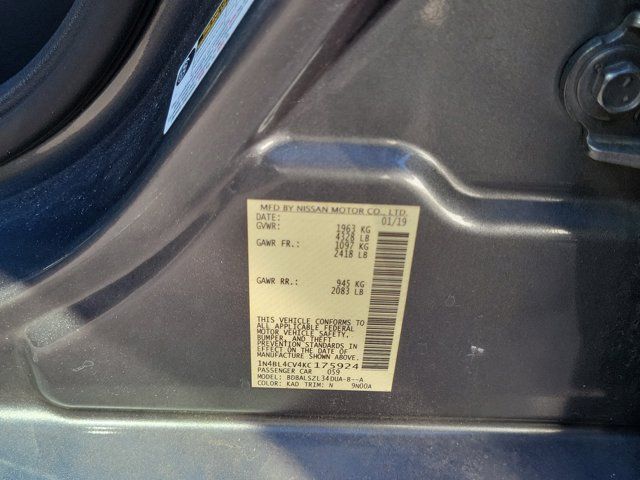 MFD BY NISSAN MOTOR CO., LTD.
DATE: 01/19
GVWR: 1963 KG
4328 LB
GAWR FR.: 1097 KG
2418 LB
GAWR RR.: 945 KG
2083 LB
THIS VEHICLE CONFORMS TO
ALL APPLICABLE FEDERAL
MOTOR VEHICLE SAFETY,
BUMPER, AND THEFT
PREVENTION STANDARDS
IN EFFECT ON THE DATE OF
MANUFACTURE SHOWN ABOVE.
1N4BL4CV4KC175924
PASSENGER CAR 059
MODEL: BDBALSZL34DUA-B--A
COLOR: KAD TRIM: N 9N00A